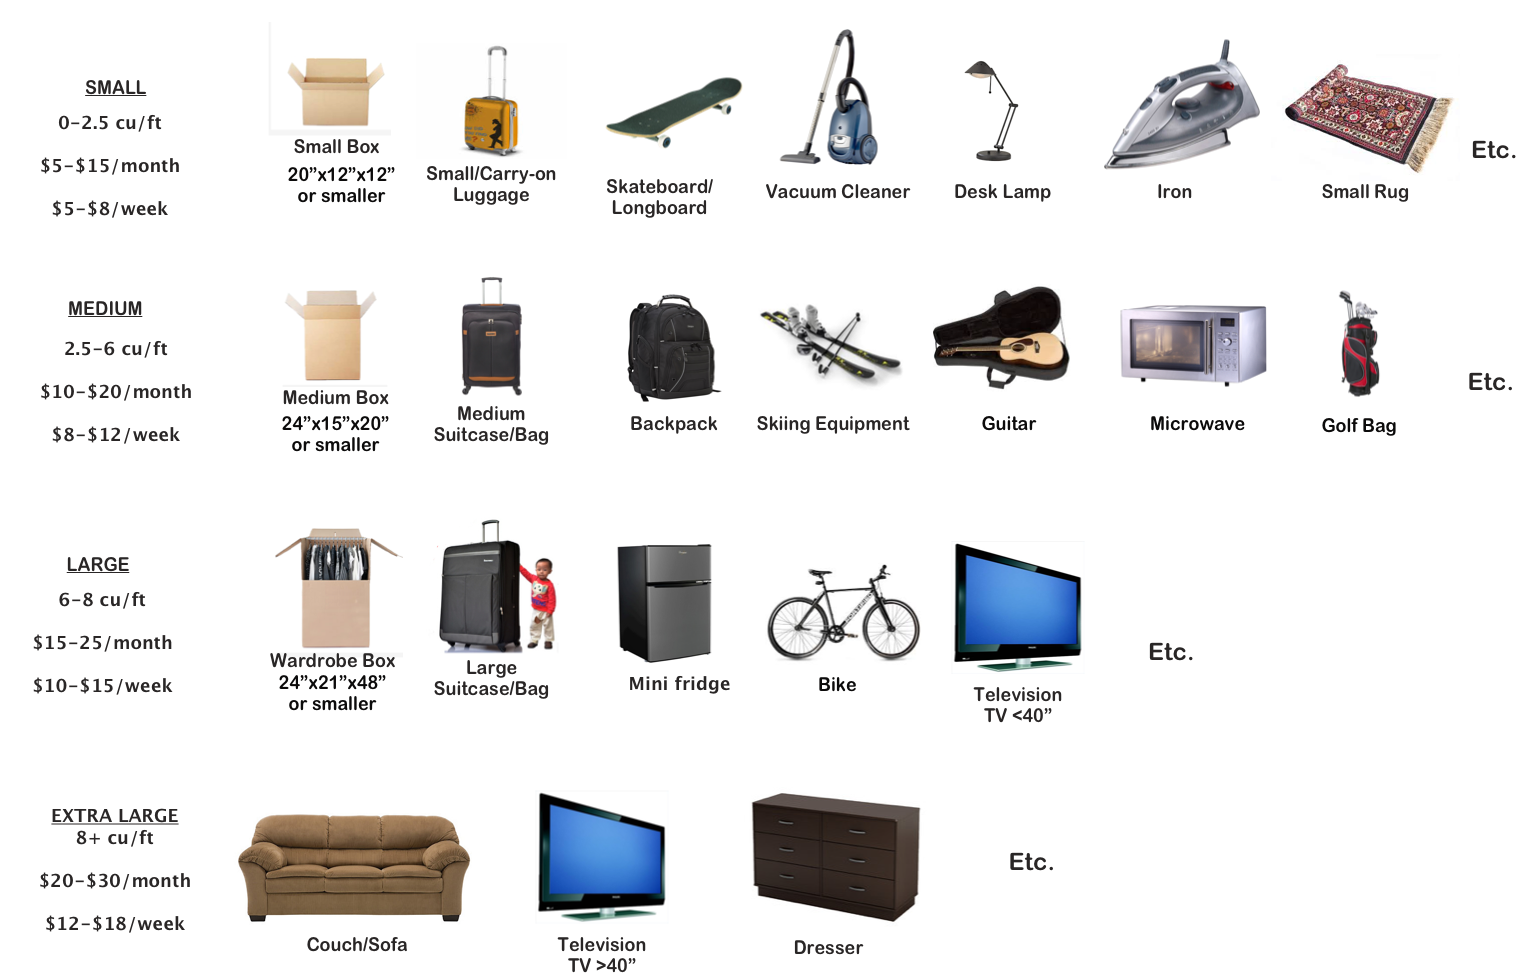 SMALL
0-2.5 cu/ft
$5-$15/month
$5-$8/week
Small Box
20”x12”x12”
or smaller
Small/Carry-on
Luggage
Skateboard/
Longboard
Vacuum Cleaner
Desk Lamp
Iron
Small Rug
Etc.
MEDIUM
2.5-6 cu/ft
$10-$20/month
$8-$12/week
Medium Box
24”x15”x20”
or smaller
Medium
Suitcase/Bag
Backpack
Skiing Equipment
Guitar
Microwave
Golf Bag
Etc.
LARGE
6-8 cu/ft
$15-25/month
$10-$15/week
Wardrobe Box
24”x21”x48”
or smaller
Large
Suitcase/Bag
Mini fridge
Bike
Television
TV <40”
Etc.
EXTRA LARGE
8+ cu/ft
$20-$30/month
$12-$18/week
Couch/Sofa
Television
TV >40”
Dresser
Etc.